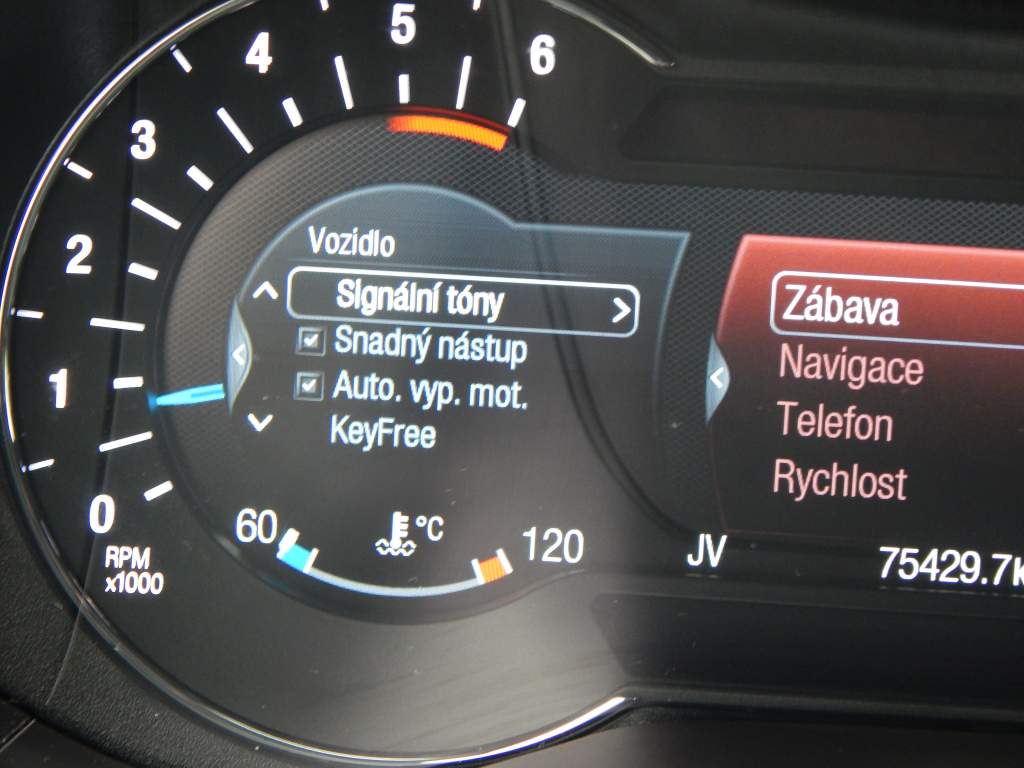 6
5
4
3
2
1
0
RPM
x1000
Vozidlo
Signální tóny
Snadný nástup
Auto. vyp. mot.
KeyFree
60
°C
120
Zábava
Navigace
Telefon
Rychlost
JV
75429.7